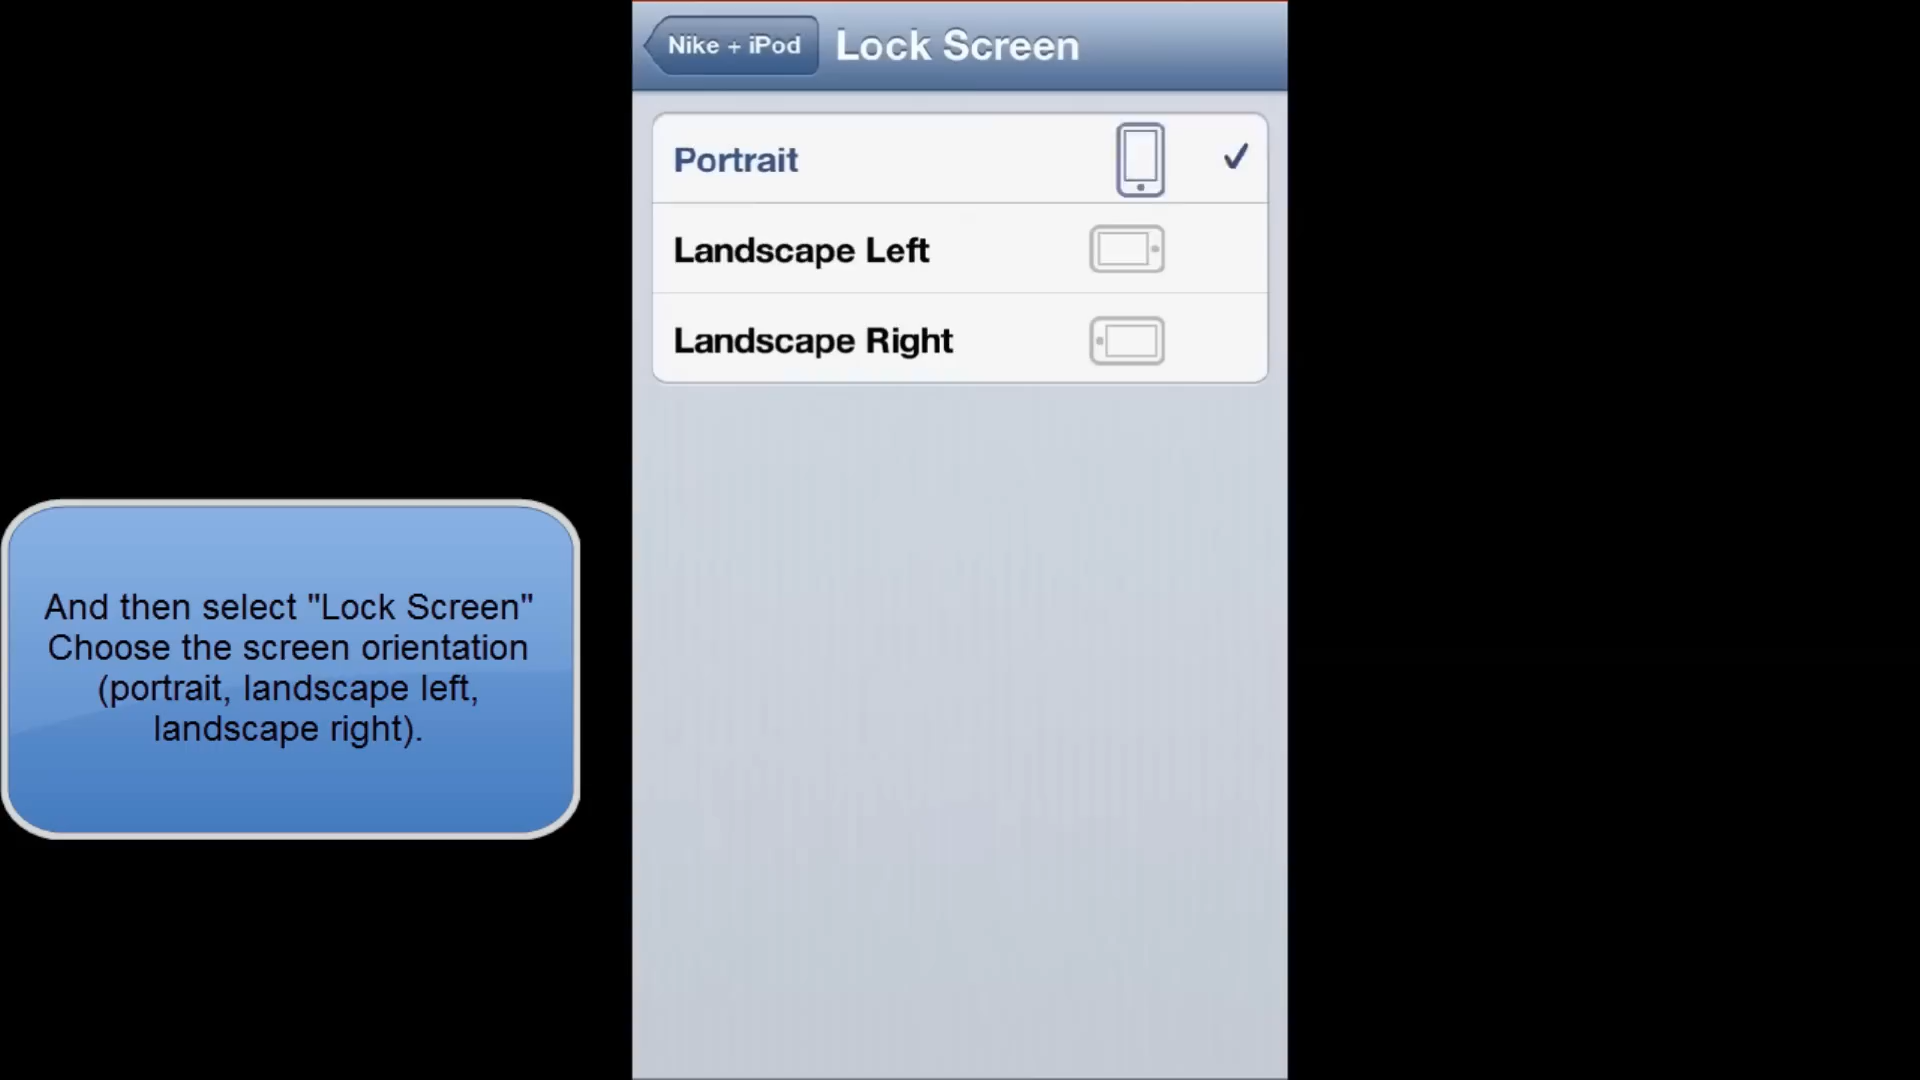 Nike + iPod
Lock Screen
Portrait
Landscape Left
Landscape Right
And then select "Lock Screen"
Choose the screen orientation
(portrait, landscape left,
landscape right).